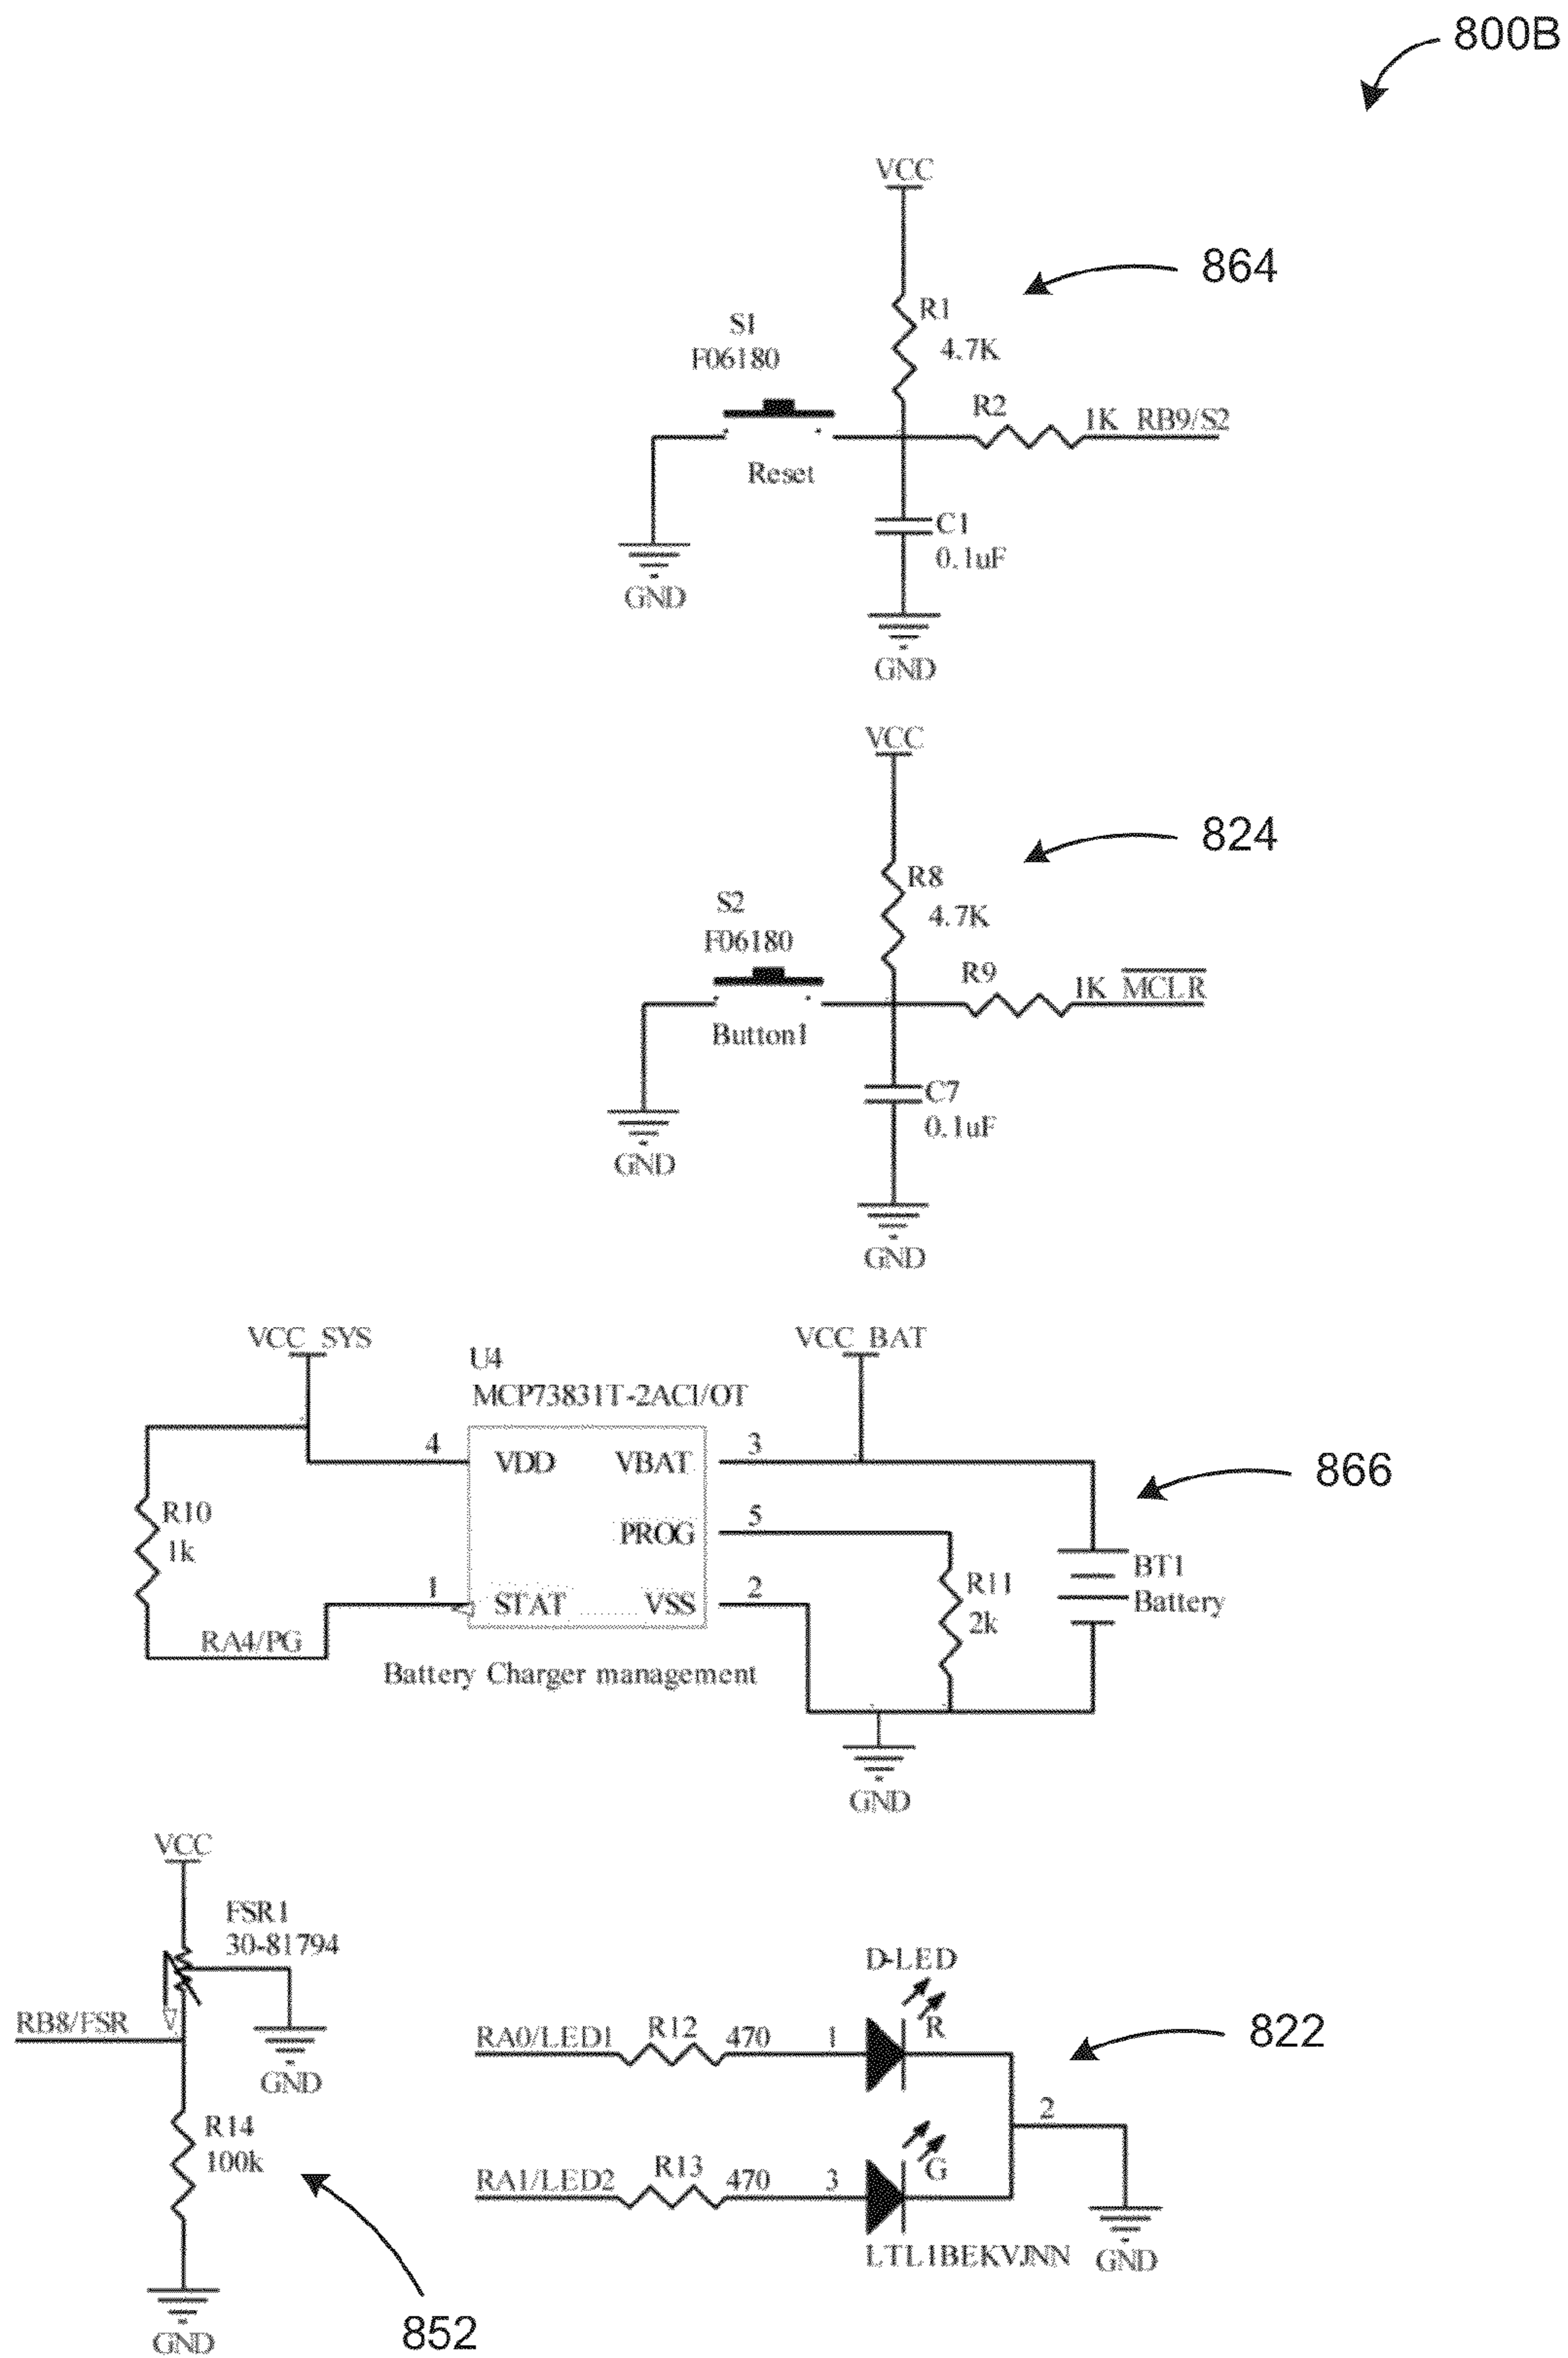 800B
VCC
864
R1
4.7K
S1
F06180
R2
1K RB9/S2
Reset
C1
0.1uF
GND
GND
VCC
824
R8
4.7K
S2
F06180
R9
1K MCLR
Button1
C7
0.1uF
GND
GND
VCC_SYS
VCC_BAT
U4
MCP73831T-2ACI/OT
4
VDD
VBAT
3
866
R10
1k
PROG
5
BT1
Battery
R11
2k
1
STAT
VSS
2
RA4/PG
Battery Charger management
GND
VCC
FSR1
30-81794
D-LED
RB8/FSR
GND
RA0/LED1
R12
470
1
R
822
2
R14
100k
RA1/LED2
R13
470
3
G
LTL1BEKVJNN
GND
852
GND